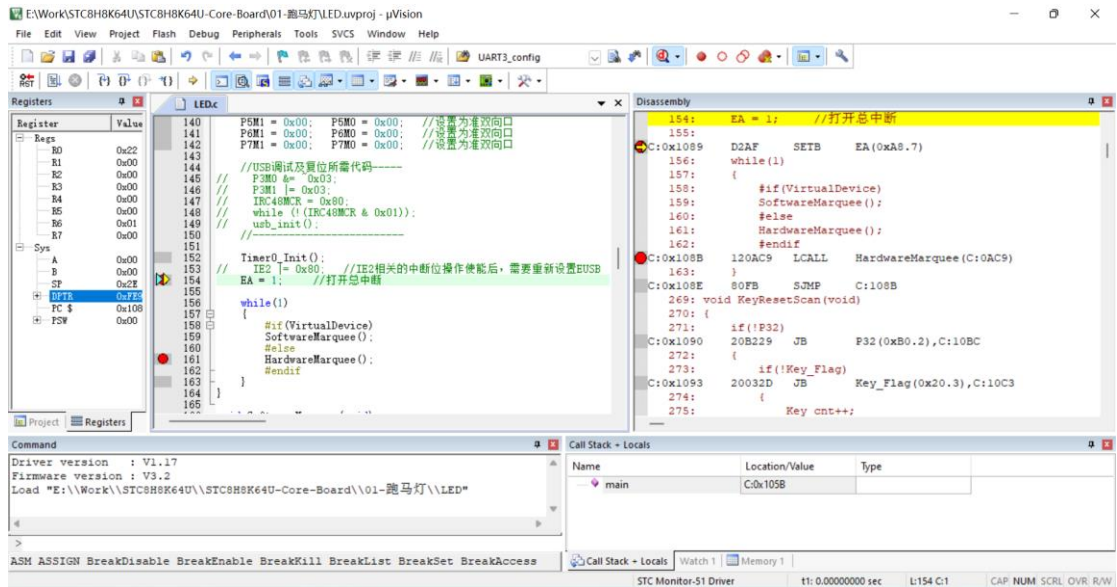 E:\Work\STC8H8K64U\STC8H8K64U-Core-Board\01-跑马灯\LED.uvproj - µVision
File Edit View Project Flash Debug Peripherals Tools SVCS Window Help
UART3_config
RST
Registers
Register Value
Regs
R0 0x22
R1 0x00
R2 0x00
R3 0x00
R4 0x00
R5 0x00
R6 0x01
R7 0x00
Sys
A 0x00
B 0x00
SP 0x2E
DPTR 0xFE9
PC $ 0x108
PSW 0x00
Project Registers
LED.c
140 P5M1 = 0x00; P5M0 = 0x00; //设置为准双向口
141 P6M1 = 0x00; P6M0 = 0x00; //设置为准双向口
142 P7M1 = 0x00; P7M0 = 0x00; //设置为准双向口
143
144 //USB调试及复位所需代码-----
145 // P3M0 &= ~0x03;
146 // P3M1 |= 0x03;
147 // IRC48MCR = 0x80;
148 // while (!(IRC48MCR & 0x01));
149 // usb_init();
150 //-------------------------
151
152 Timer0_Init();
153 // IE2 |= 0x80; //IE2相关的中断位操作使能后，需要重新设置EUSB
154 EA = 1; //打开总中断
155
156 while(1)
157 {
158 #if(VirtualDevice)
159 SoftwareMarquee();
160 #else
161 HardwareMarquee();
162 #endif
163 }
164 }
165
Disassembly
154: EA = 1; //打开总中断
155:
C:0x1089 D2AF SETB EA(0xA8.7)
156: while(1)
157: {
158: #if(VirtualDevice)
159: SoftwareMarquee();
160: #else
161: HardwareMarquee();
162: #endif
C:0x108B 120AC9 LCALL HardwareMarquee(C:0AC9)
163: }
C:0x108E 80FB SJMP C:108B
269: void KeyResetScan(void)
270: {
271: if(!P32)
C:0x1090 20B229 JB P32(0xB0.2),C:10BC
272: {
273: if(!Key_Flag)
C:0x1093 20032D JB Key_Flag(0x20.3),C:10C3
274: {
275: Key_cnt++;
Command
Driver version : V1.17
Firmware version : V3.2
Load "E:\\Work\\STC8H8K64U\\STC8H8K64U-Core-Board\\01-跑马灯\\LED"
>
ASM ASSIGN BreakDisable BreakEnable BreakKill BreakList BreakSet BreakAccess
Call Stack + Locals
Name Location/Value Type
main C:0x105B
Call Stack + Locals Watch 1 Memory 1
STC Monitor-51 Driver t1: 0.00000000 sec L:154 C:1 CAP NUM SCRL OVR R/W